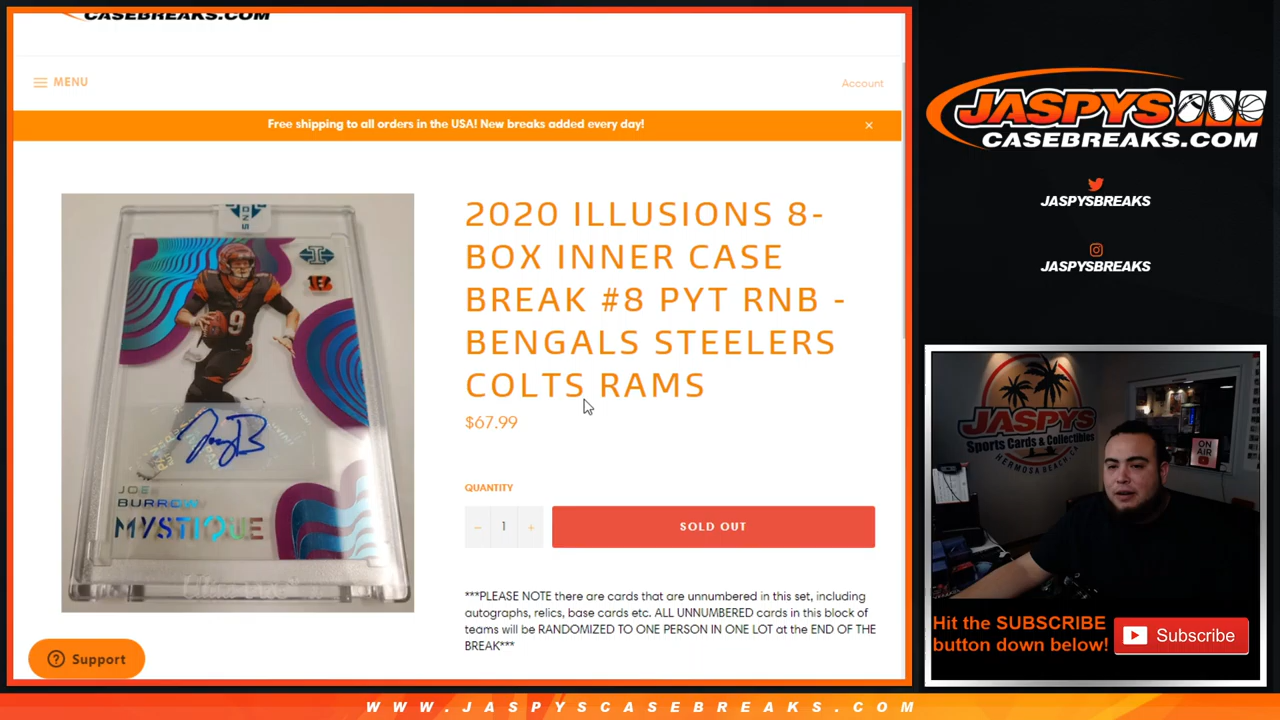 CASEBREAKS.COM
MENU
Account
Free shipping to all orders in the USA! New breaks added every day!
×
2020 ILLUSIONS 8-
BOX INNER CASE
BREAK #8 PYT RNB -
BENGALS STEELERS
COLTS RAMS
$67.99
QUANTITY
− 1 +
SOLD OUT
***PLEASE NOTE there are cards that are unnumbered in this set, including
autographs, relics, base cards etc. ALL UNNUMBERED cards in this block of
teams will be RANDOMIZED TO ONE PERSON IN ONE LOT at the END OF THE
BREAK***
9
JOE
BURROW
MYSTIQUE
Support
JASPYS
CASEBREAKS.COM
JASPYSBREAKS
JASPYSBREAKS
JASPYS
Sports Cards & Collectibles
HERMOSA BEACH, CA
ON
AIR
Hit the SUBSCRIBE
button down below!
Subscribe
WWW.JASPYSCASEBREAKS.COM